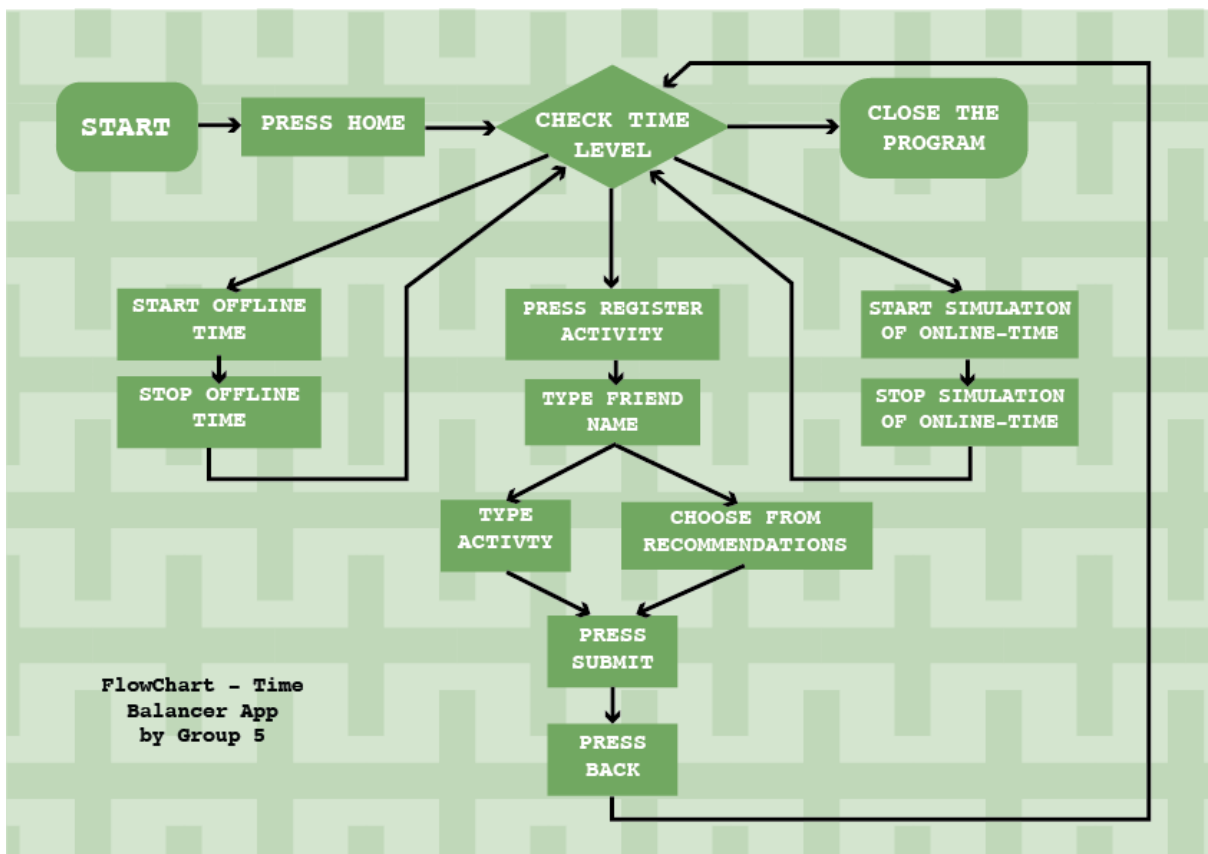 START
PRESS HOME
CHECK TIME
LEVEL
CLOSE THE
PROGRAM
START OFFLINE
TIME
STOP OFFLINE
TIME
PRESS REGISTER
ACTIVITY
TYPE FRIEND
NAME
START SIMULATION
OF ONLINE-TIME
STOP SIMULATION
OF ONLINE-TIME
TYPE
ACTIVTY
CHOOSE FROM
RECOMMENDATIONS
PRESS
SUBMIT
PRESS
BACK
FlowChart - Time
Balancer App
by Group 5